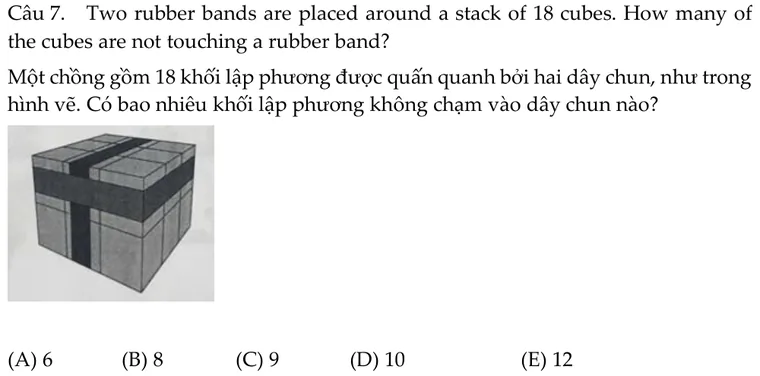 Câu 7. Two rubber bands are placed around a stack of 18 cubes. How many of
the cubes are not touching a rubber band?
Một chồng gồm 18 khối lập phương được quấn quanh bởi hai dây chun, như trong
hình vẽ. Có bao nhiêu khối lập phương không chạm vào dây chun nào?
(A) 6 (B) 8 (C) 9 (D) 10 (E) 12